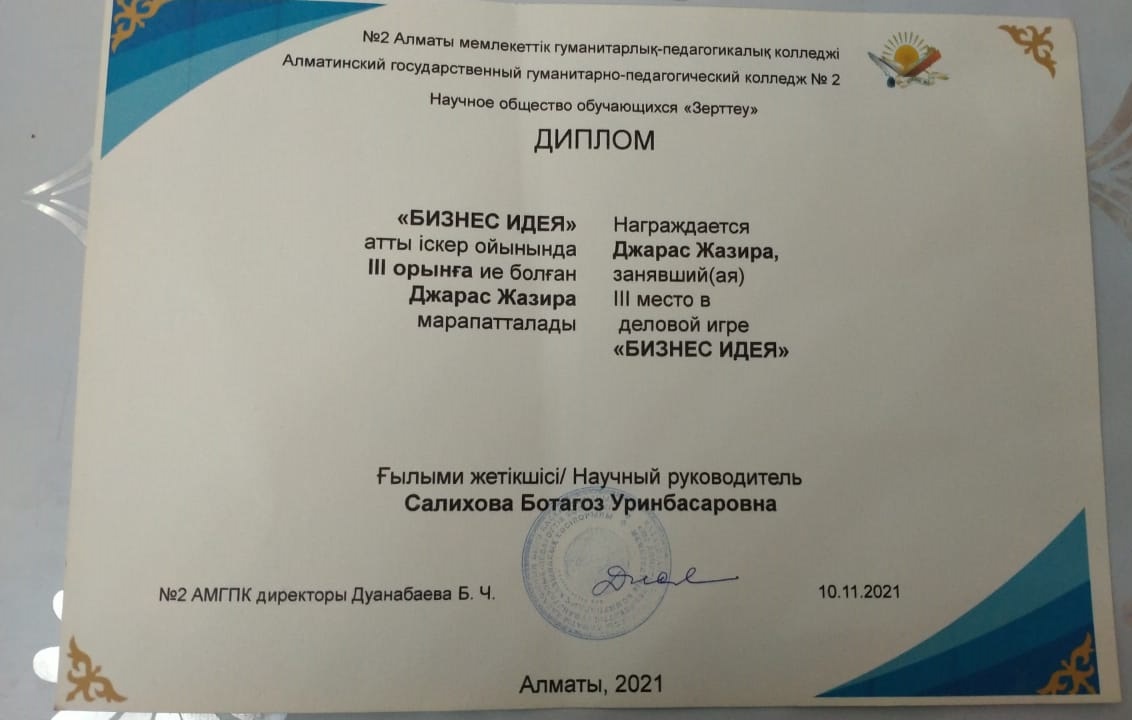 №2 Алматы мемлекеттік гуманитарлық-педагогикалық колледжі
Алматинский государственный гуманитарно-педагогический колледж № 2
Научное общество обучающихся «Зерттеу»
ДИПЛОМ
«БИЗНЕС ИДЕЯ»
атты іскер ойынында
III орынға ие болған
Джарас Жазира
марапатталады
Награждается
Джарас Жазира,
занявший(ая)
III место в
деловой игре
«БИЗНЕС ИДЕЯ»
Ғылыми жетікшісі/ Научный руководитель
Салихова Ботагоз Уринбасаровна
№2 АМГПК директоры Дуанабаева Б. Ч.
10.11.2021
Алматы, 2021